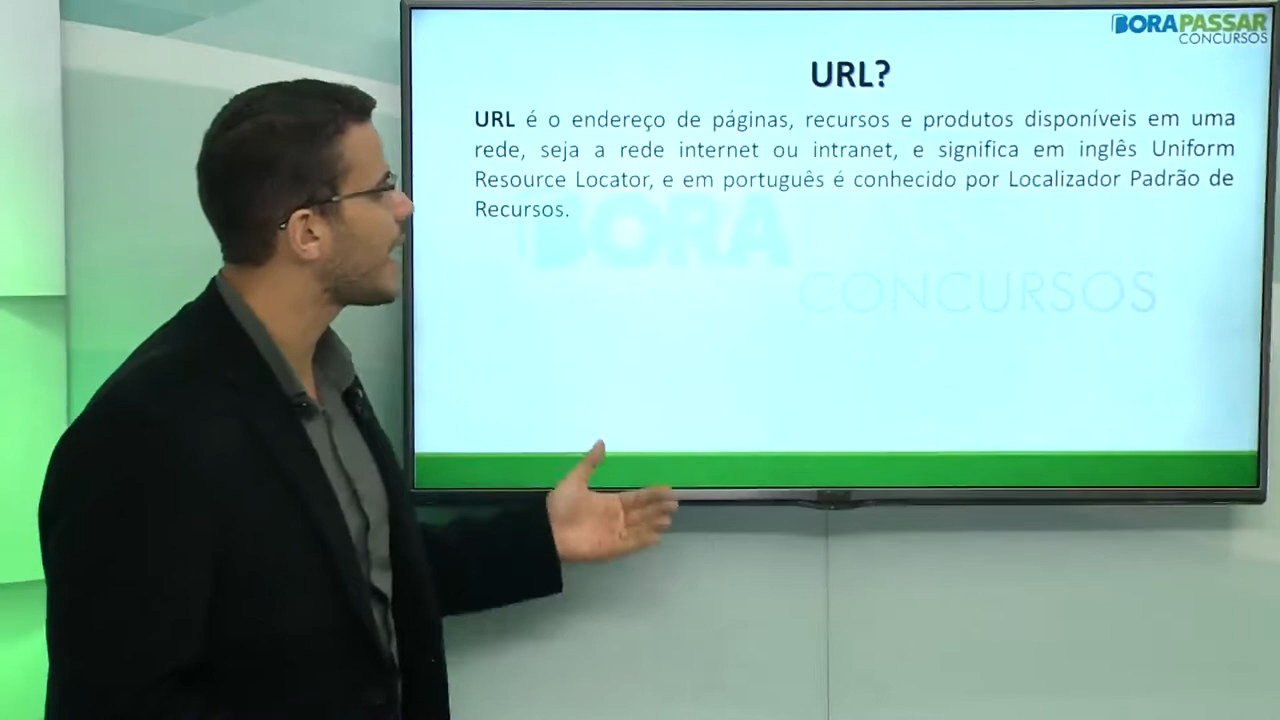 BORAPASSAR
CONCURSOS
URL?
URL é o endereço de páginas, recursos e produtos disponíveis em uma
rede, seja a rede internet ou intranet, e significa em inglês Uniform
Resource Locator, e em português é conhecido por Localizador Padrão de
Recursos.
BORA
CONCURSOS